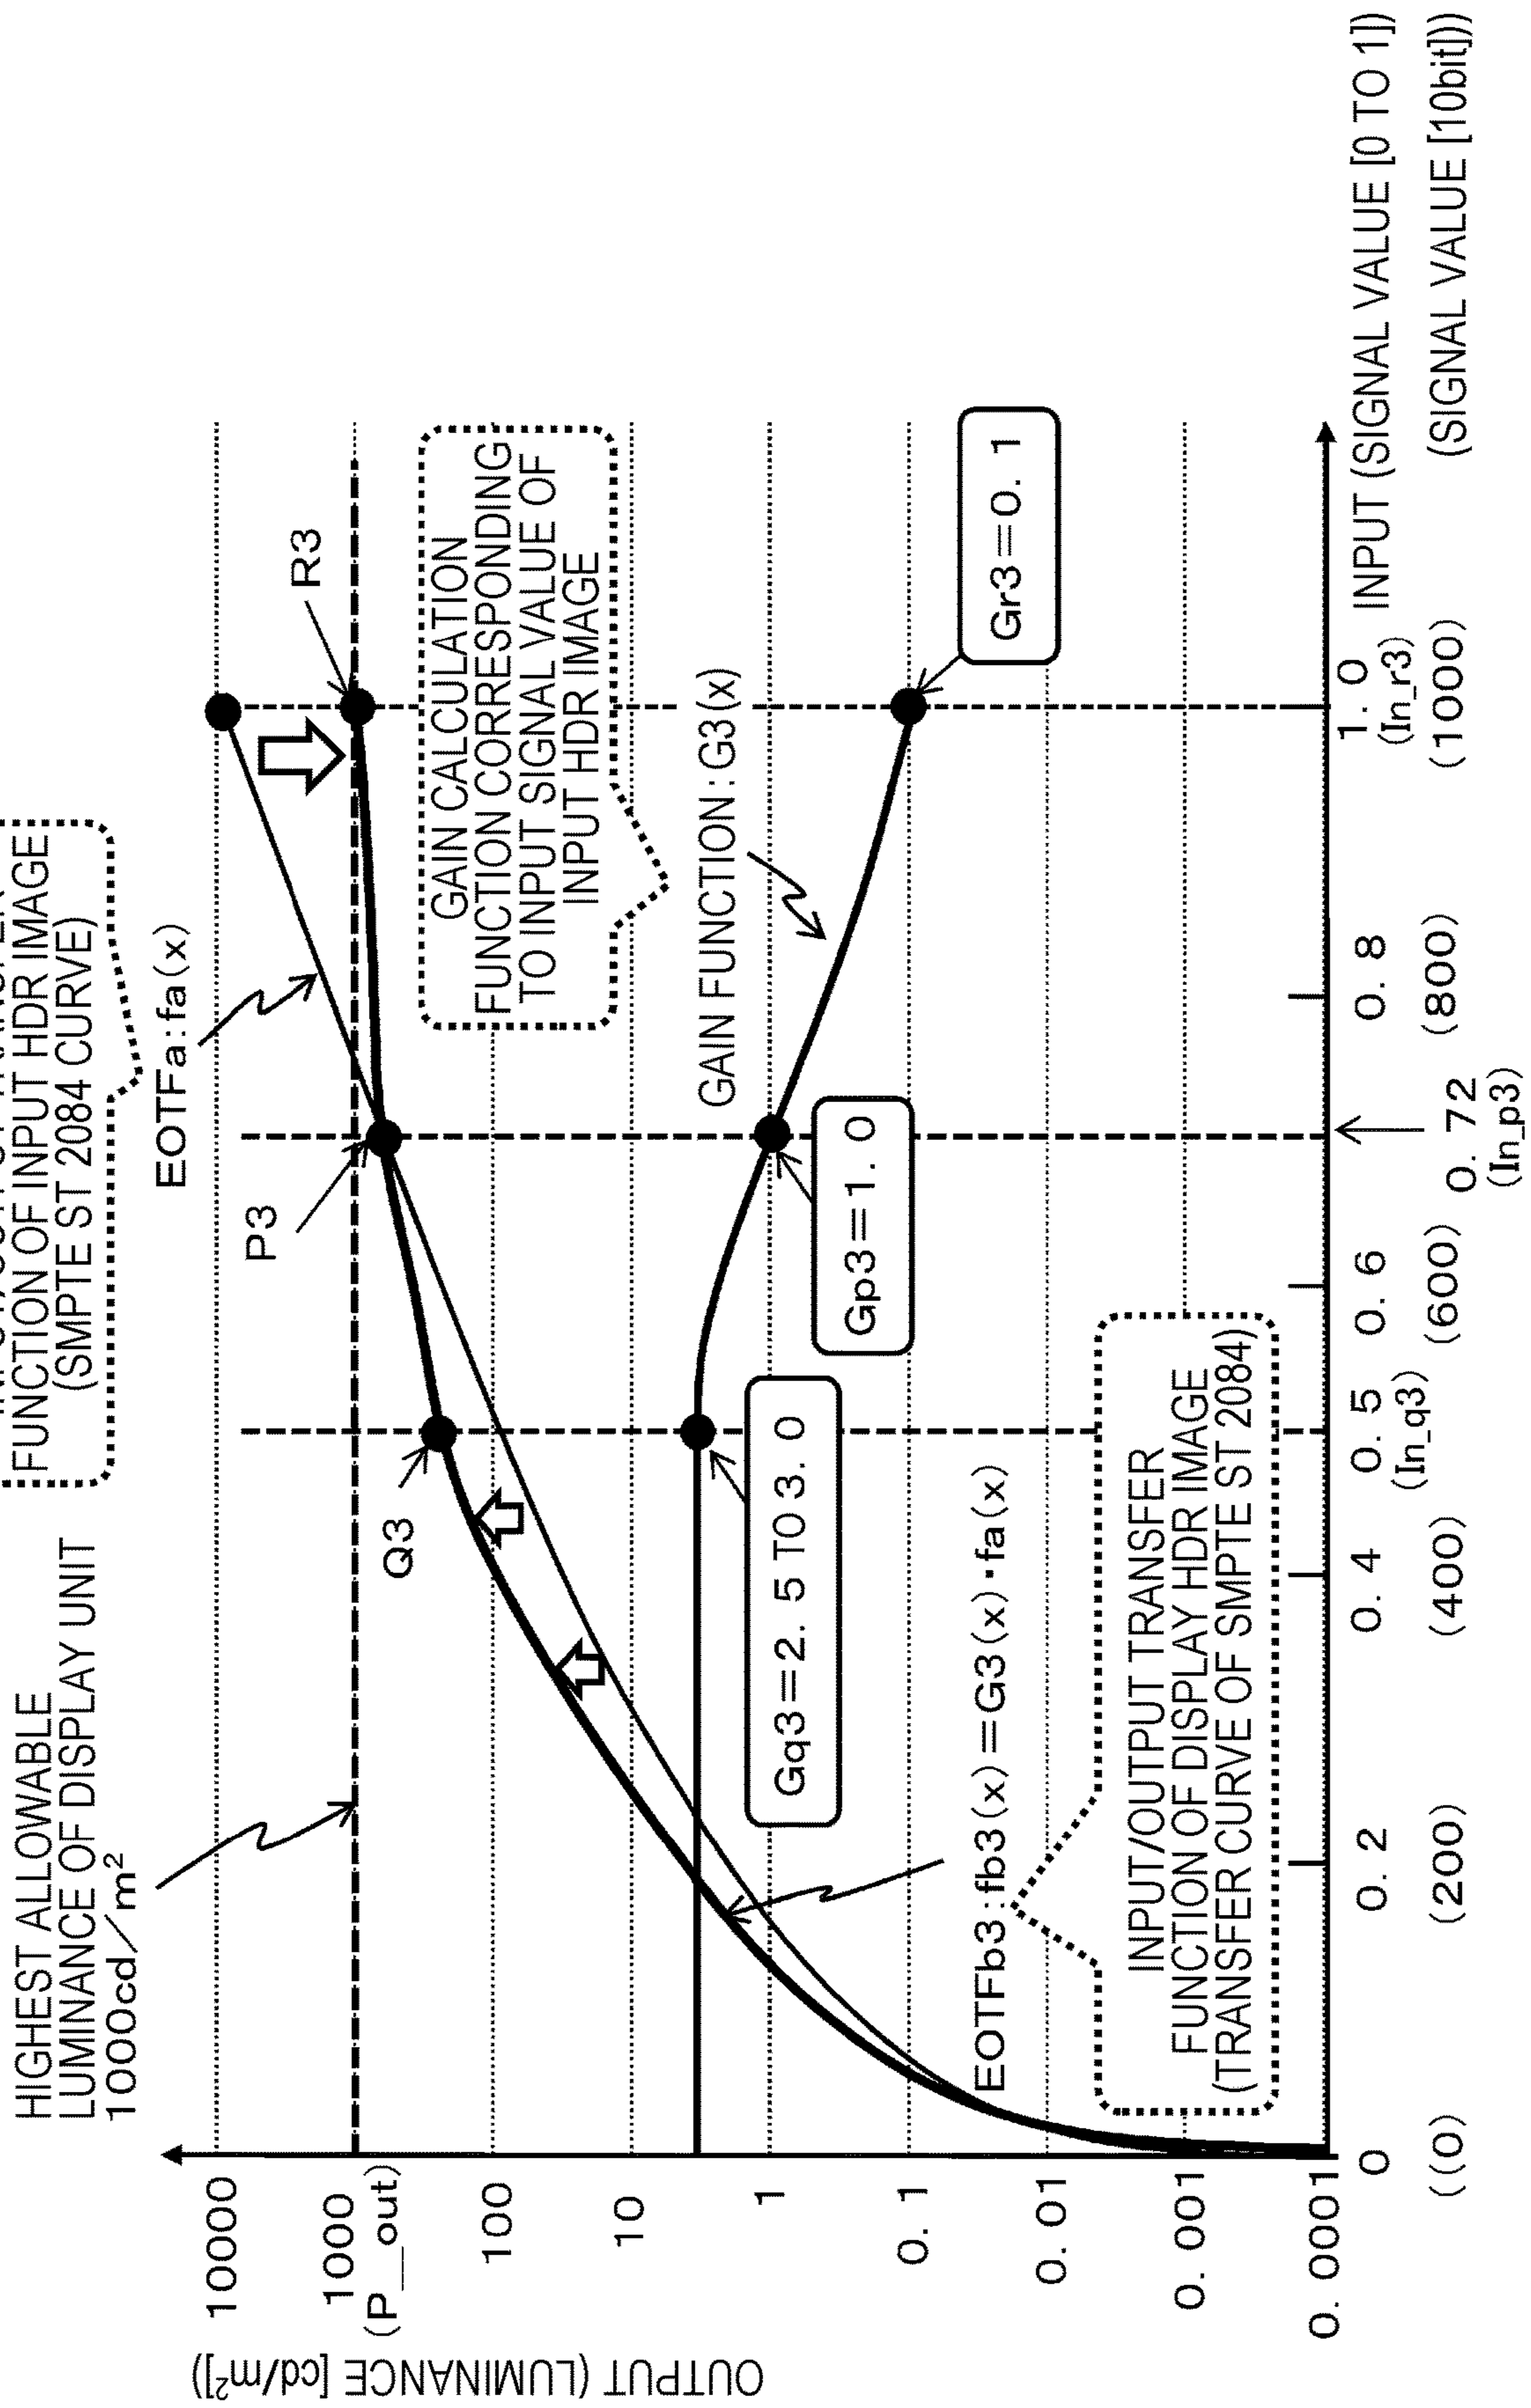 HIGHEST ALLOWABLE
LUMINANCE OF DISPLAY UNIT
1000cd/m²
FUNCTION OF INPUT HDR IMAGE
(SMPTE ST 2084 CURVE)
EOTFa:fa(x)
P3
Q3
R3
GAIN CALCULATION
FUNCTION CORRESPONDING
TO INPUT SIGNAL VALUE OF
INPUT HDR IMAGE
GAIN FUNCTION:G3(x)
Gq3=2. 5 TO 3. 0
Gp3=1. 0
Gr3=0. 1
EOTFb3:fb3(x)=G3(x)·fa(x)
INPUT/OUTPUT TRANSFER
FUNCTION OF DISPLAY HDR IMAGE
(TRANSFER CURVE OF SMPTE ST 2084)
OUTPUT (LUMINANCE [cd/m²])
10000
1000
(P__out)
100
10
1
0. 1
0. 01
0. 001
0. 0001
0 0. 2 0. 4 0. 5 0. 6 0. 8 1. 0 INPUT (SIGNAL VALUE [0 TO 1])
(In_q3) (In_r3)
((0) (200) (400) (600) (800) (1000) (SIGNAL VALUE [10bit]))
0. 72
(In_p3)